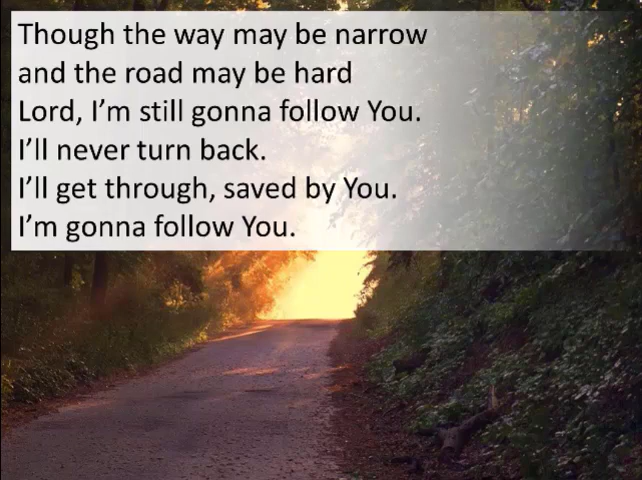 Though the way may be narrow
and the road may be hard
Lord, I’m still gonna follow You.
I’ll never turn back.
I’ll get through, saved by You.
I’m gonna follow You.